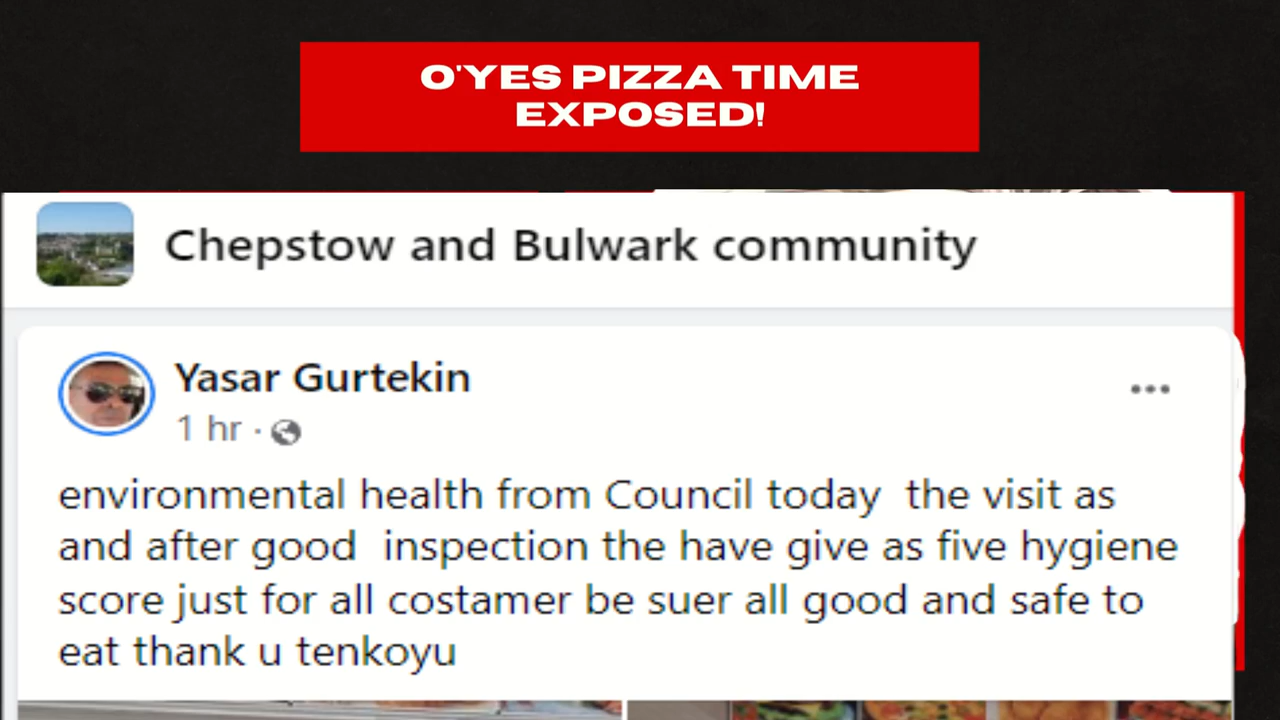 O'YES PIZZA TIME
EXPOSED!
Chepstow and Bulwark community
Yasar Gurtekin
1 hr ·
environmental health from Council today the visit as
and after good inspection the have give as five hygiene
score just for all costamer be suer all good and safe to
eat thank u tenkoyu